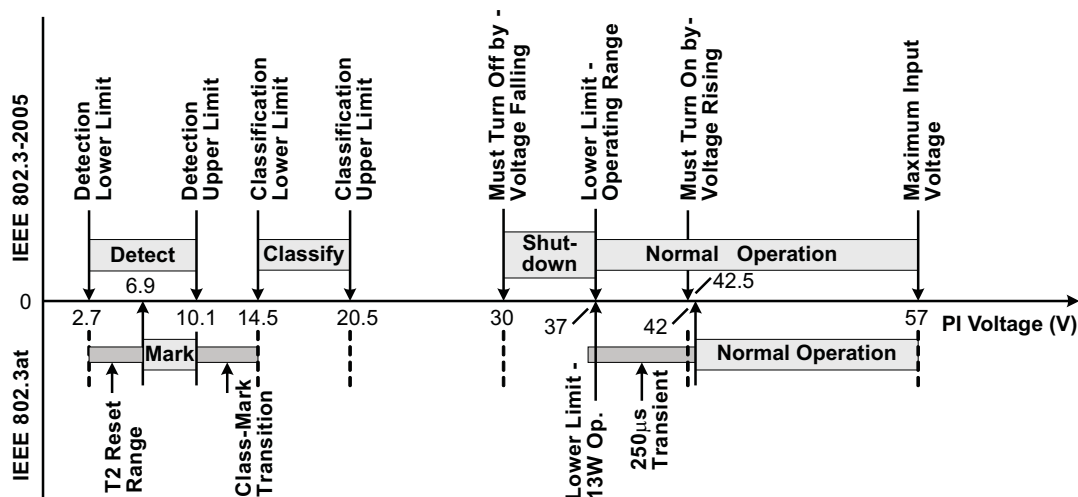 IEEE 802.3-2005
Detection
Lower Limit
Detection
Upper Limit
Classification
Lower Limit
Classification
Upper Limit
Must Turn Off by -
Voltage Falling
Lower Limit -
Operating Range
Must Turn On by-
Voltage Rising
Maximum Input
Voltage
Detect
Classify
Shut-
down
Normal Operation
6.9
42.5
0
2.7
10.1
14.5
20.5
30
37
42
57
PI Voltage (V)
IEEE 802.3at
Mark
Normal Operation
T2 Reset
Range
Class-Mark
Transition
Lower Limit -
13W Op.
250μs
Transient